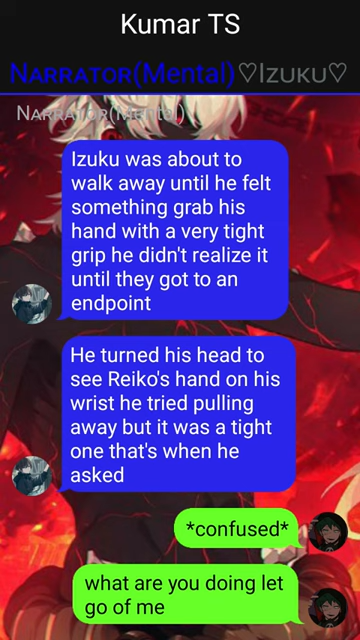 Kumar TS
Narrator(Mental)♡Izuku♡
Narrator(Mental)
Izuku was about to
walk away until he felt
something grab his
hand with a very tight
grip he didn't realize it
until they got to an
endpoint
He turned his head to
see Reiko's hand on his
wrist he tried pulling
away but it was a tight
one that's when he
asked
*confused*
what are you doing let
go of me